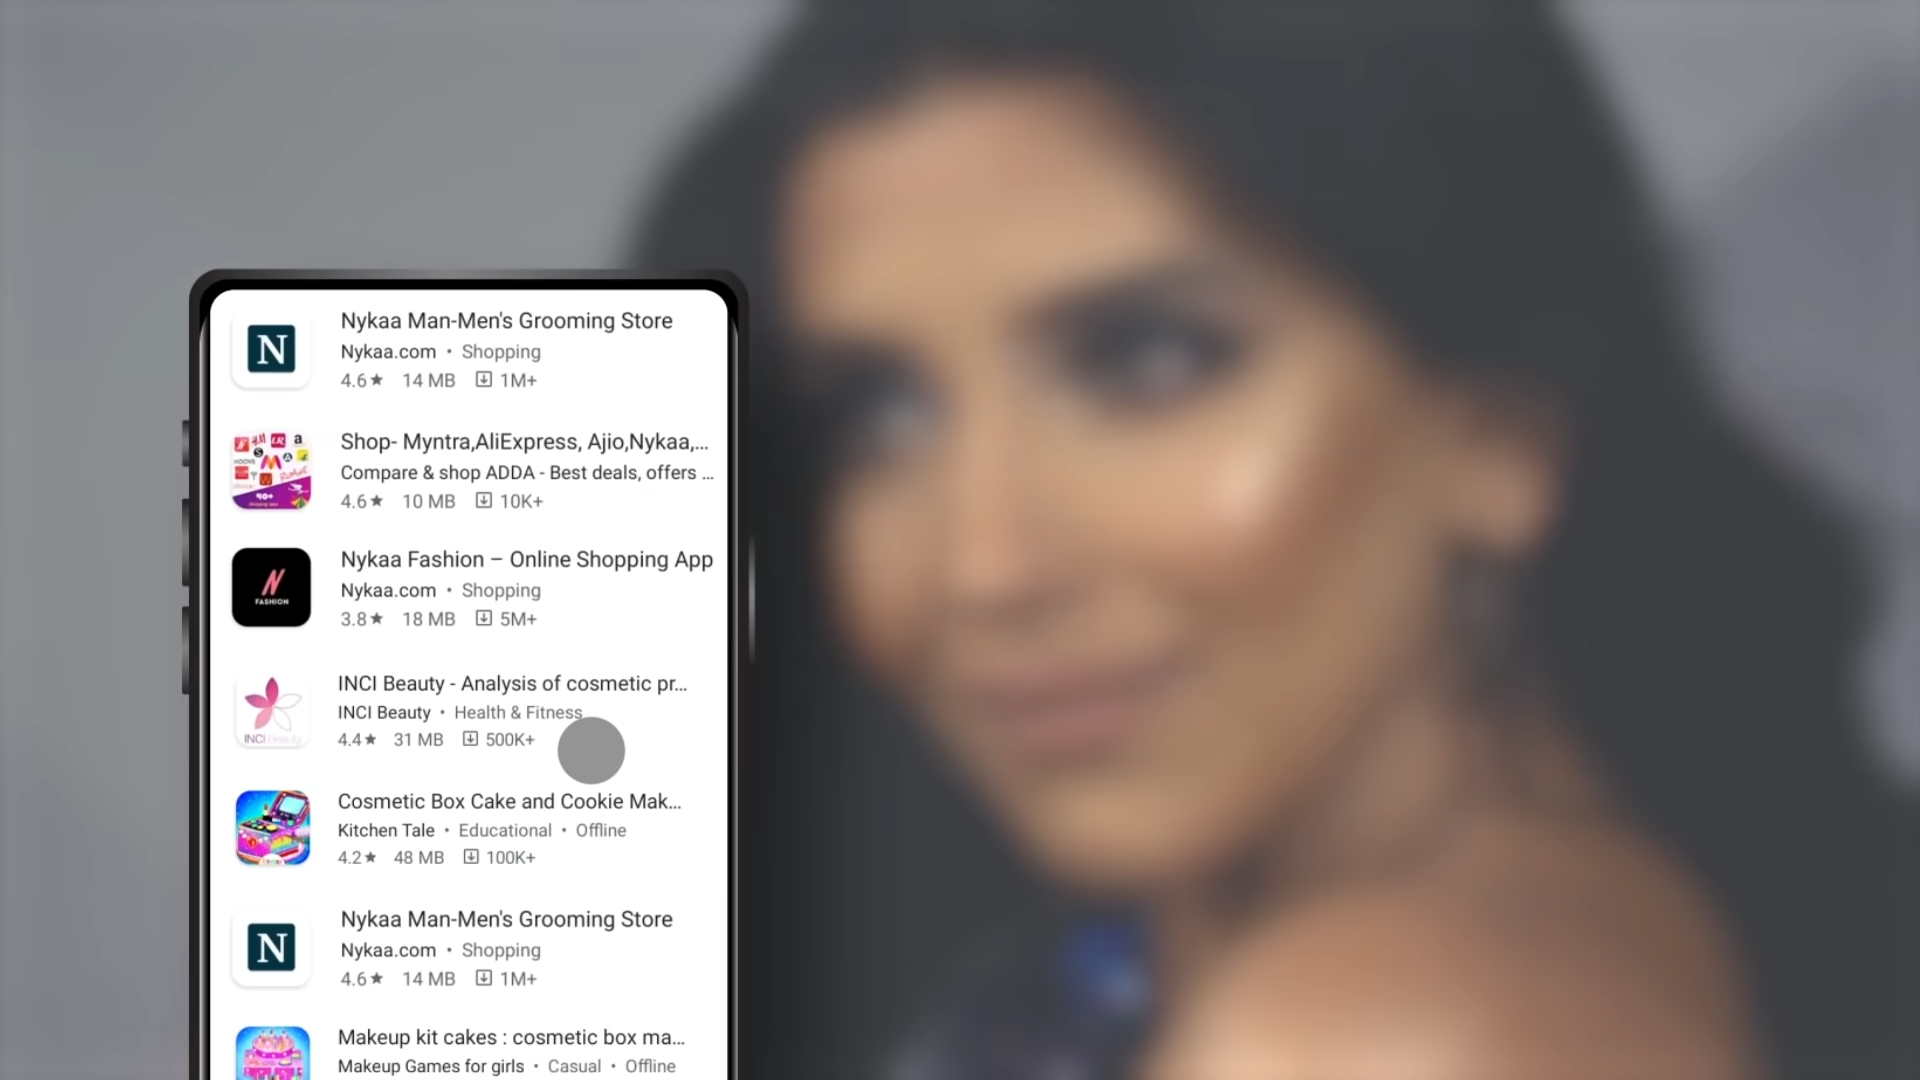 Nykaa Man-Men's Grooming Store
Nykaa.com • Shopping
4.6★ 14 MB 1M+
Shop- Myntra,AliExpress, Ajio,Nykaa,...
Compare & shop ADDA - Best deals, offers ...
4.6★ 10 MB 10K+
Nykaa Fashion – Online Shopping App
Nykaa.com • Shopping
3.8★ 18 MB 5M+
FASHION
INCI Beauty - Analysis of cosmetic pr...
INCI Beauty • Health & Fitness
4.4★ 31 MB 500K+
INCI Beauty
Cosmetic Box Cake and Cookie Mak...
Kitchen Tale • Educational • Offline
4.2★ 48 MB 100K+
Nykaa Man-Men's Grooming Store
Nykaa.com • Shopping
4.6★ 14 MB 1M+
Makeup kit cakes : cosmetic box ma...
Makeup Games for girls • Casual • Offline